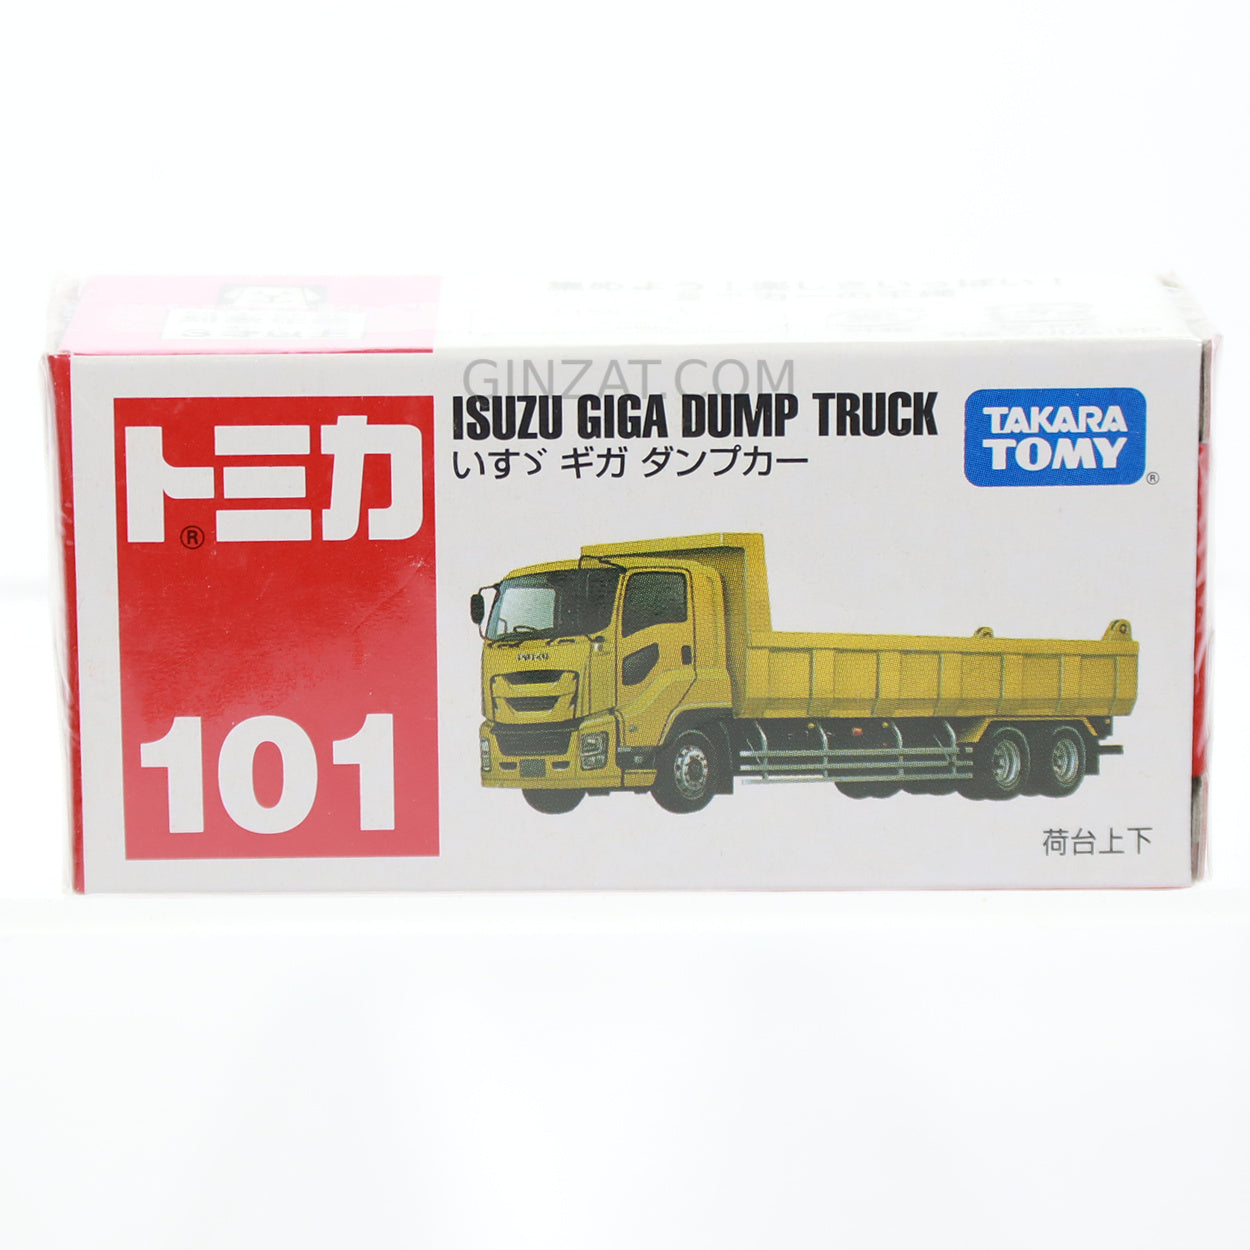 GINZAT.COM
トミカ
®
101
ISUZU GIGA DUMP TRUCK
いすゞ ギガ ダンプカー
TAKARA
TOMY
®
ISUZU
荷台上下